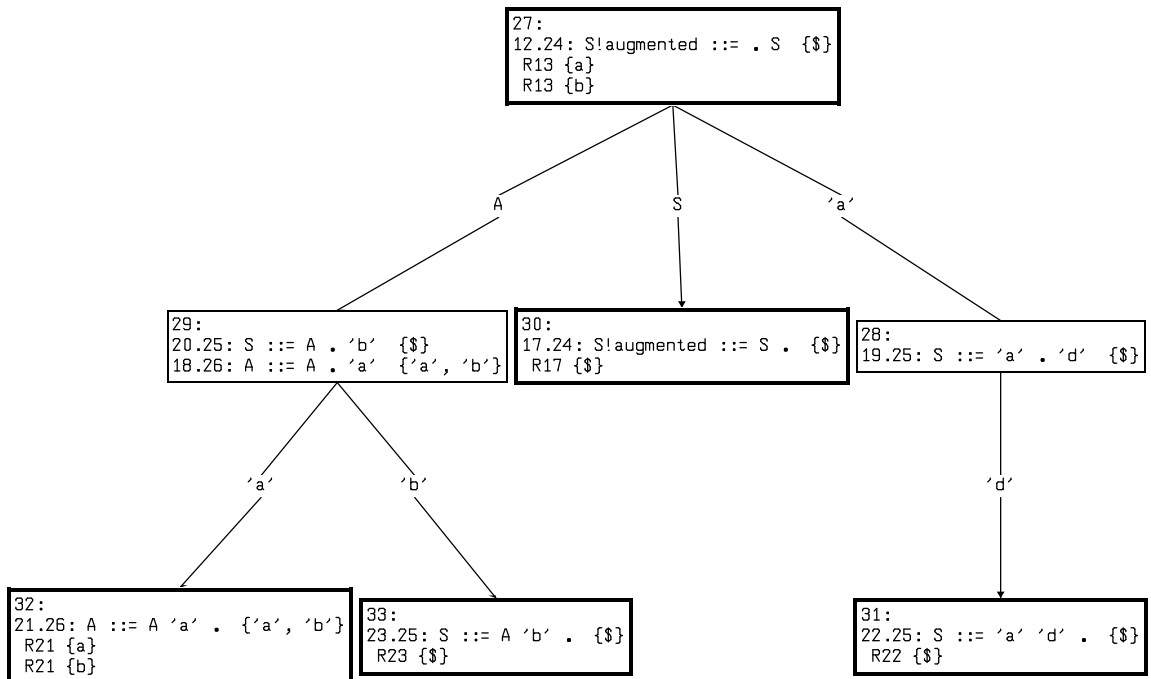 27:
12.24: S!augmented ::= . S {$}
R13 {a}
R13 {b}
A
S
'a'
29:
20.25: S ::= A . 'b' {$}
18.26: A ::= A . 'a' {'a', 'b'}
30:
17.24: S!augmented ::= S . {$}
R17 {$}
28:
19.25: S ::= 'a' . 'd' {$}
'a'
'b'
'd'
32:
21.26: A ::= A 'a' . {'a', 'b'}
R21 {a}
R21 {b}
33:
23.25: S ::= A 'b' . {$}
R23 {$}
31:
22.25: S ::= 'a' 'd' . {$}
R22 {$}